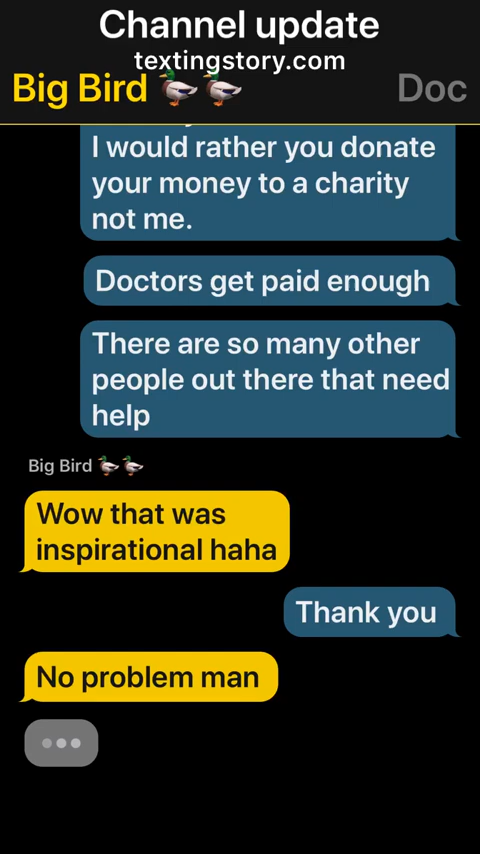 Channel update
textingstory.com
Big Bird 🦆🦆 Doc
I would rather you donate
your money to a charity
not me.
Doctors get paid enough
There are so many other
people out there that need
help
Big Bird 🦆🦆
Wow that was
inspirational haha
Thank you
No problem man